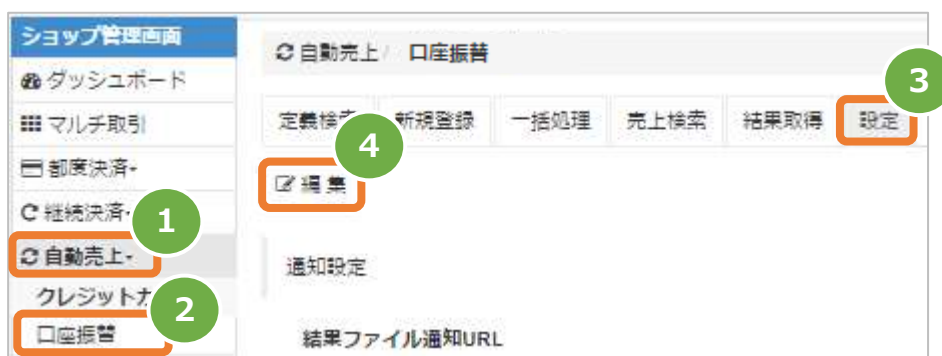 ショップ管理画面
ダッシュボード
マルチ取引
都度決済
継続決済
1
自動売上
クレジットカ
2
口座振替
自動売上 / 口座振替
3
定義検索 新規登録 一括処理 売上検索 結果取得 設定
4
編集
通知設定
結果ファイル通知URL